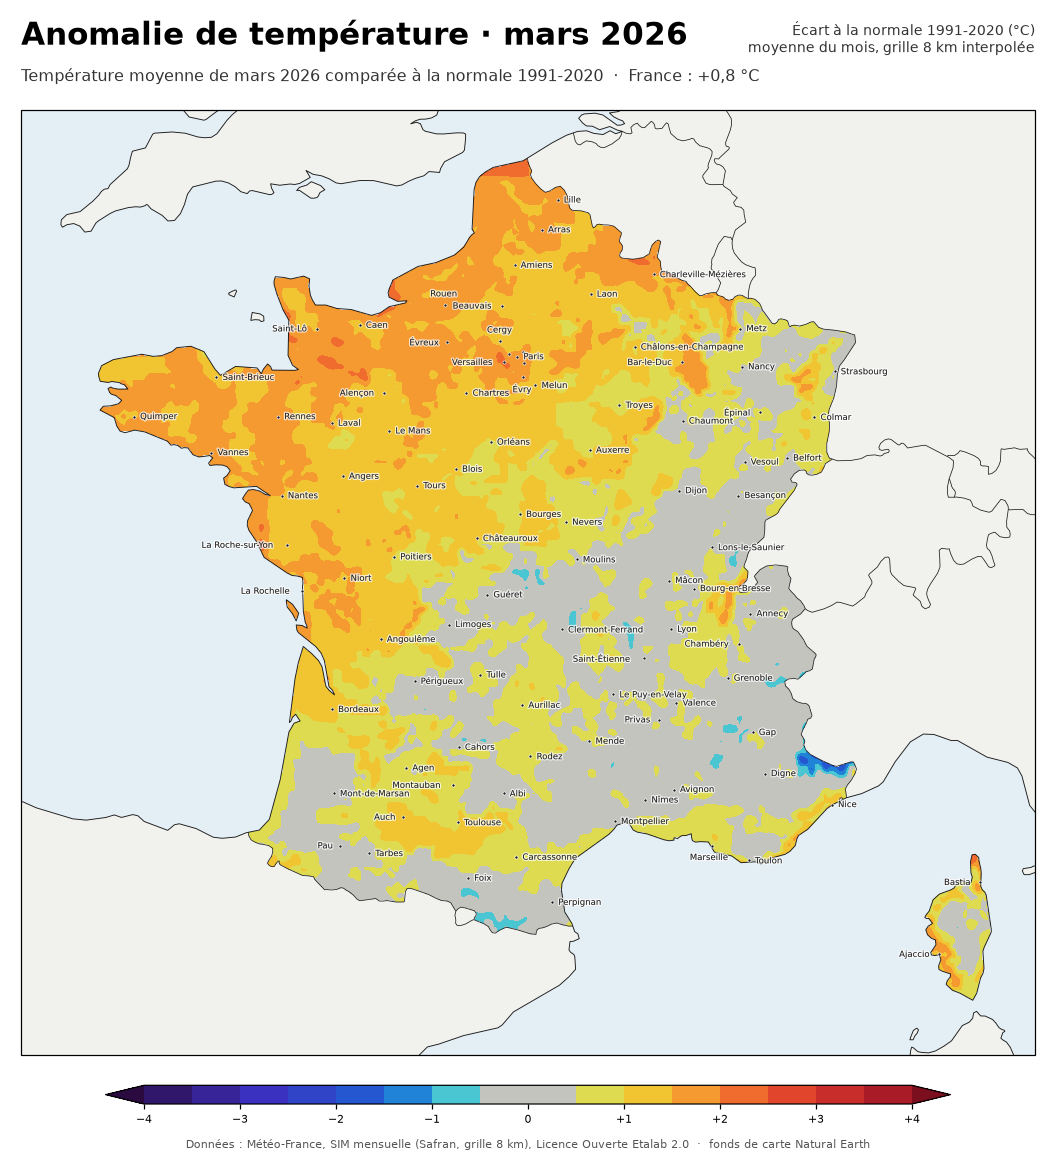 Anomalie de température · mars 2026
Écart à la normale 1991-2020 (°C)
moyenne du mois, grille 8 km interpolée
Température moyenne de mars 2026 comparée à la normale 1991-2020 · France : +0,8 °C
Lille
Arras
Amiens
Charleville-Mézières
Rouen
Laon
Beauvais
Saint-Lô
Caen
Cergy
Metz
Évreux
Châlons-en-Champagne
Versailles
Paris
Bar-le-Duc
Nancy
Strasbourg
Saint-Brieuc
Alençon
Chartres
Évry
Melun
Troyes
Quimper
Rennes
Laval
Épinal
Colmar
Chaumont
Le Mans
Orléans
Auxerre
Vannes
Belfort
Vesoul
Blois
Angers
Tours
Dijon
Nantes
Besançon
Bourges
Nevers
Châteauroux
La Roche-sur-Yon
Lons-le-Saunier
Poitiers
Moulins
Niort
Mâcon
Bourg-en-Bresse
La Rochelle
Guéret
Annecy
Limoges
Clermont-Ferrand
Lyon
Angoulême
Chambéry
Saint-Étienne
Tulle
Grenoble
Périgueux
Le Puy-en-Velay
Valence
Bordeaux
Aurillac
Privas
Gap
Mende
Cahors
Rodez
Agen
Digne
Montauban
Mont-de-Marsan
Albi
Avignon
Nîmes
Nice
Auch
Toulouse
Montpellier
Pau
Tarbes
Carcassonne
Marseille
Toulon
Foix
Bastia
Perpignan
Ajaccio
−4 −3 −2 −1 0 +1 +2 +3 +4
Données : Météo-France, SIM mensuelle (Safran, grille 8 km), Licence Ouverte Etalab 2.0 · fonds de carte Natural Earth